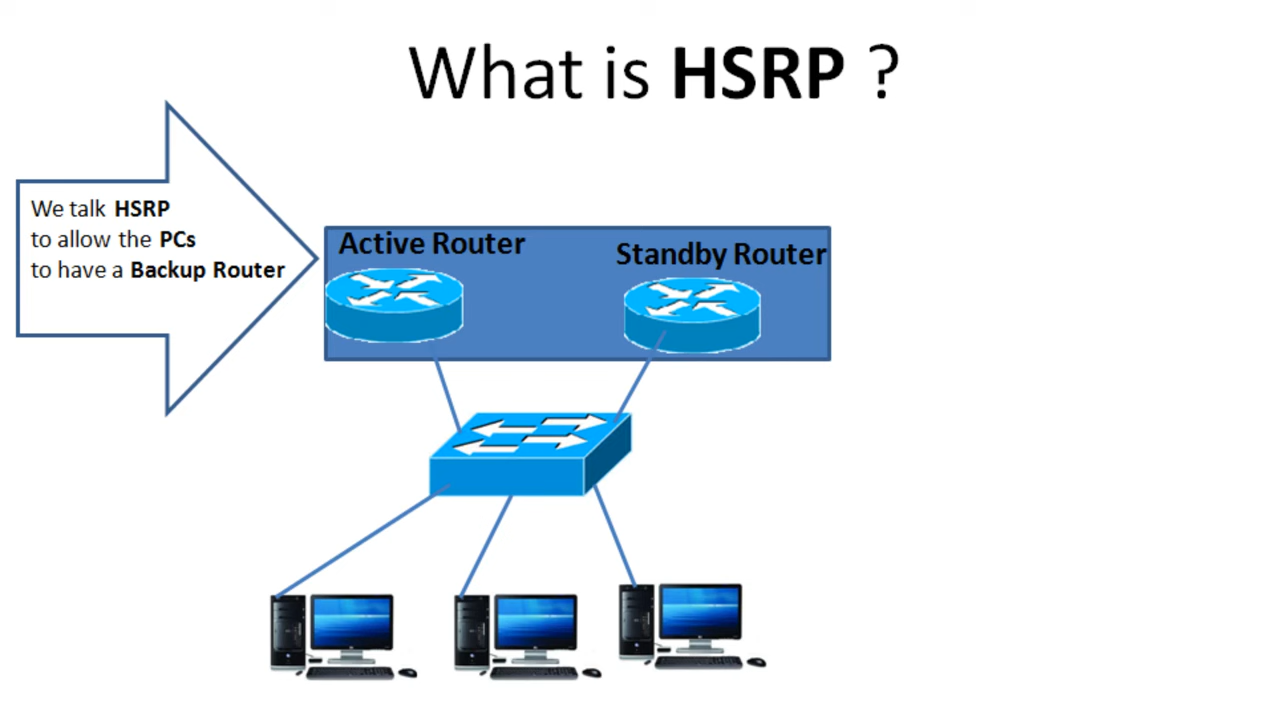 What is HSRP ?
We talk HSRP
to allow the PCs
to have a Backup Router
Active Router
Standby Router